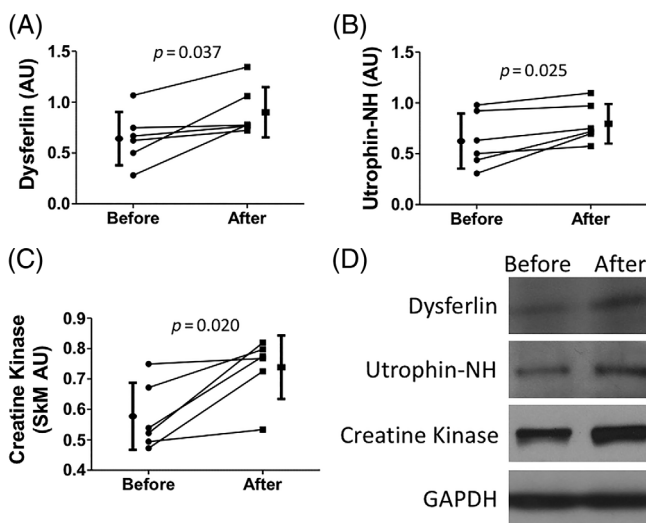 (A)
p = 0.037
Dysferlin (AU)
1.5
1.0
0.5
0.0
Before After
(B)
p = 0.025
Utrophin-NH (AU)
1.5
1.0
0.5
0.0
Before After
(C)
p = 0.020
Creatine Kinase
(SkM AU)
0.9
0.8
0.7
0.6
0.5
0.4
Before After
(D)
Before After
Dysferlin
Utrophin-NH
Creatine Kinase
GAPDH